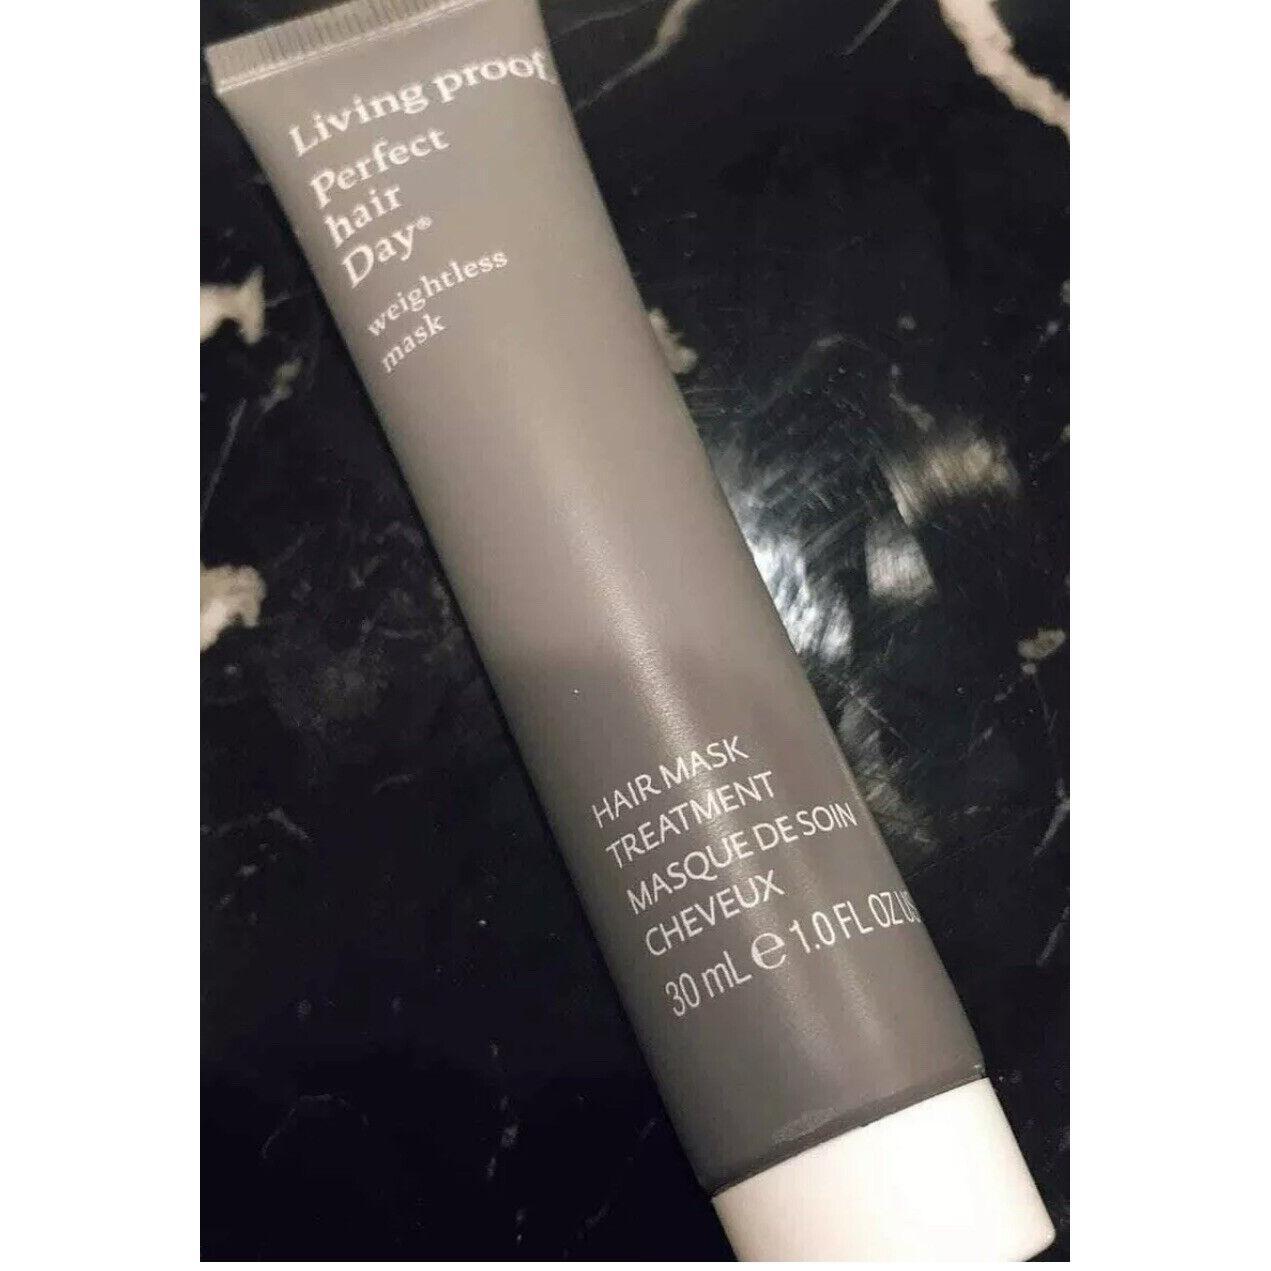 Living proof.
Perfect
hair
Day®
weightless
mask
HAIR MASK
TREATMENT
MASQUE DE SOIN
CHEVEUX
30 mL ℮ 1.0 FL OZ US